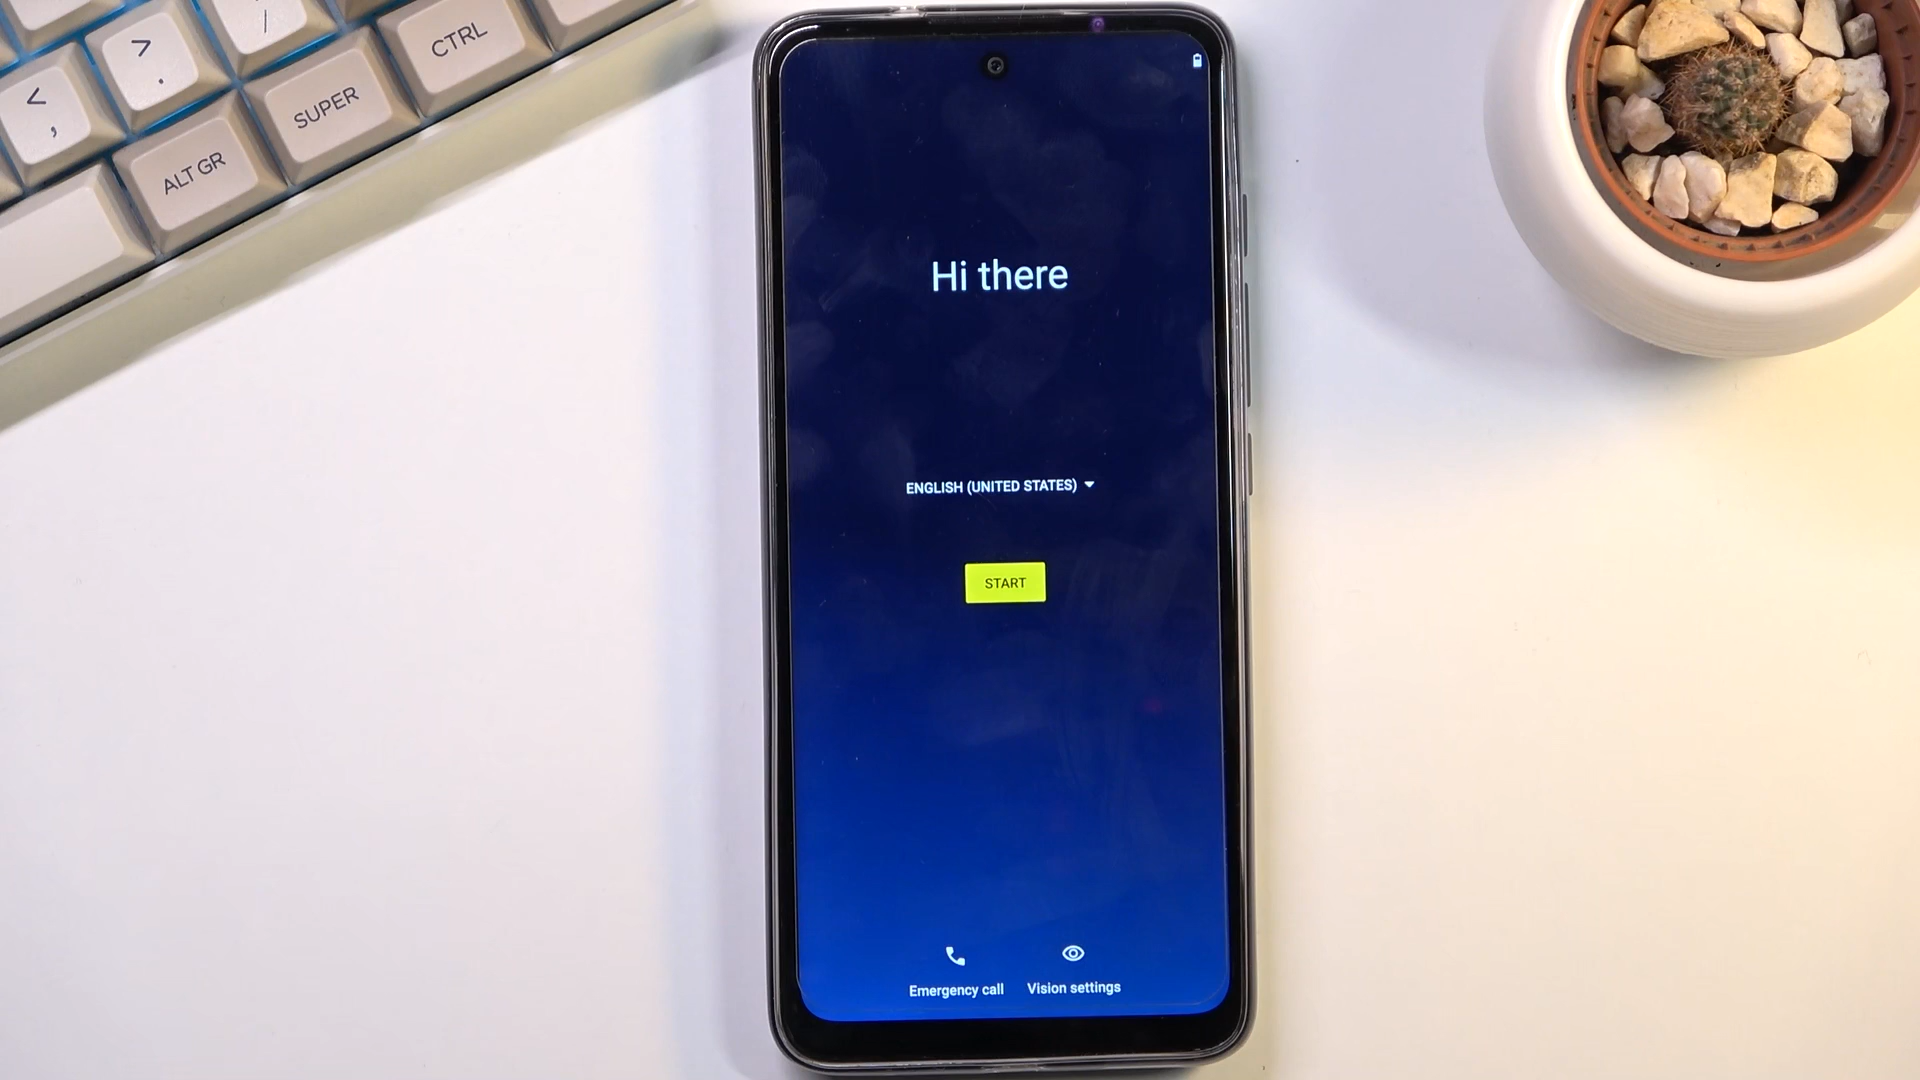 >
.
/
CTRL
<
,
SUPER
ALT GR
Hi there
ENGLISH (UNITED STATES)
START
Emergency call
Vision settings